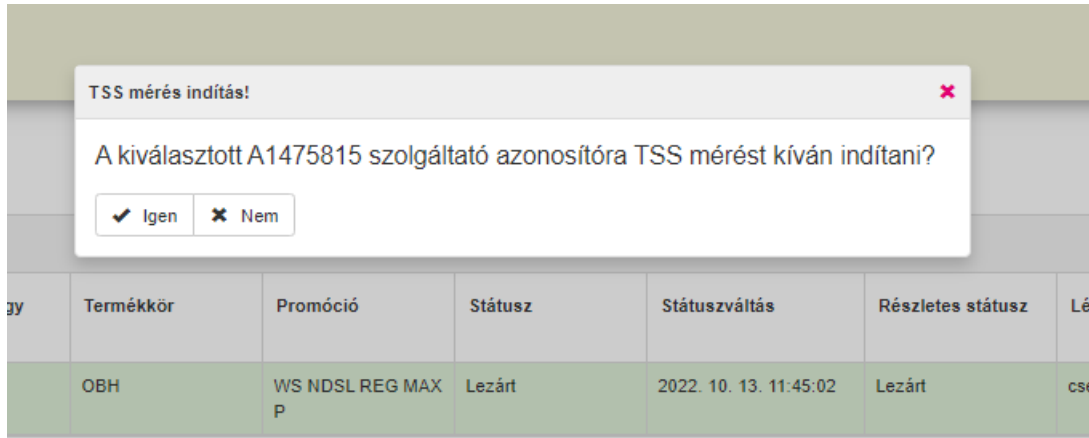 TSS mérés indítás!
A kiválasztott A1475815 szolgáltató azonosítóra TSS mérést kíván indítani?
Igen Nem
Termékkör Promóció Státusz Státuszváltás Részletes státusz
OBH WS NDSL REG MAX Lezárt 2022. 10. 13. 11:45:02 Lezárt
P